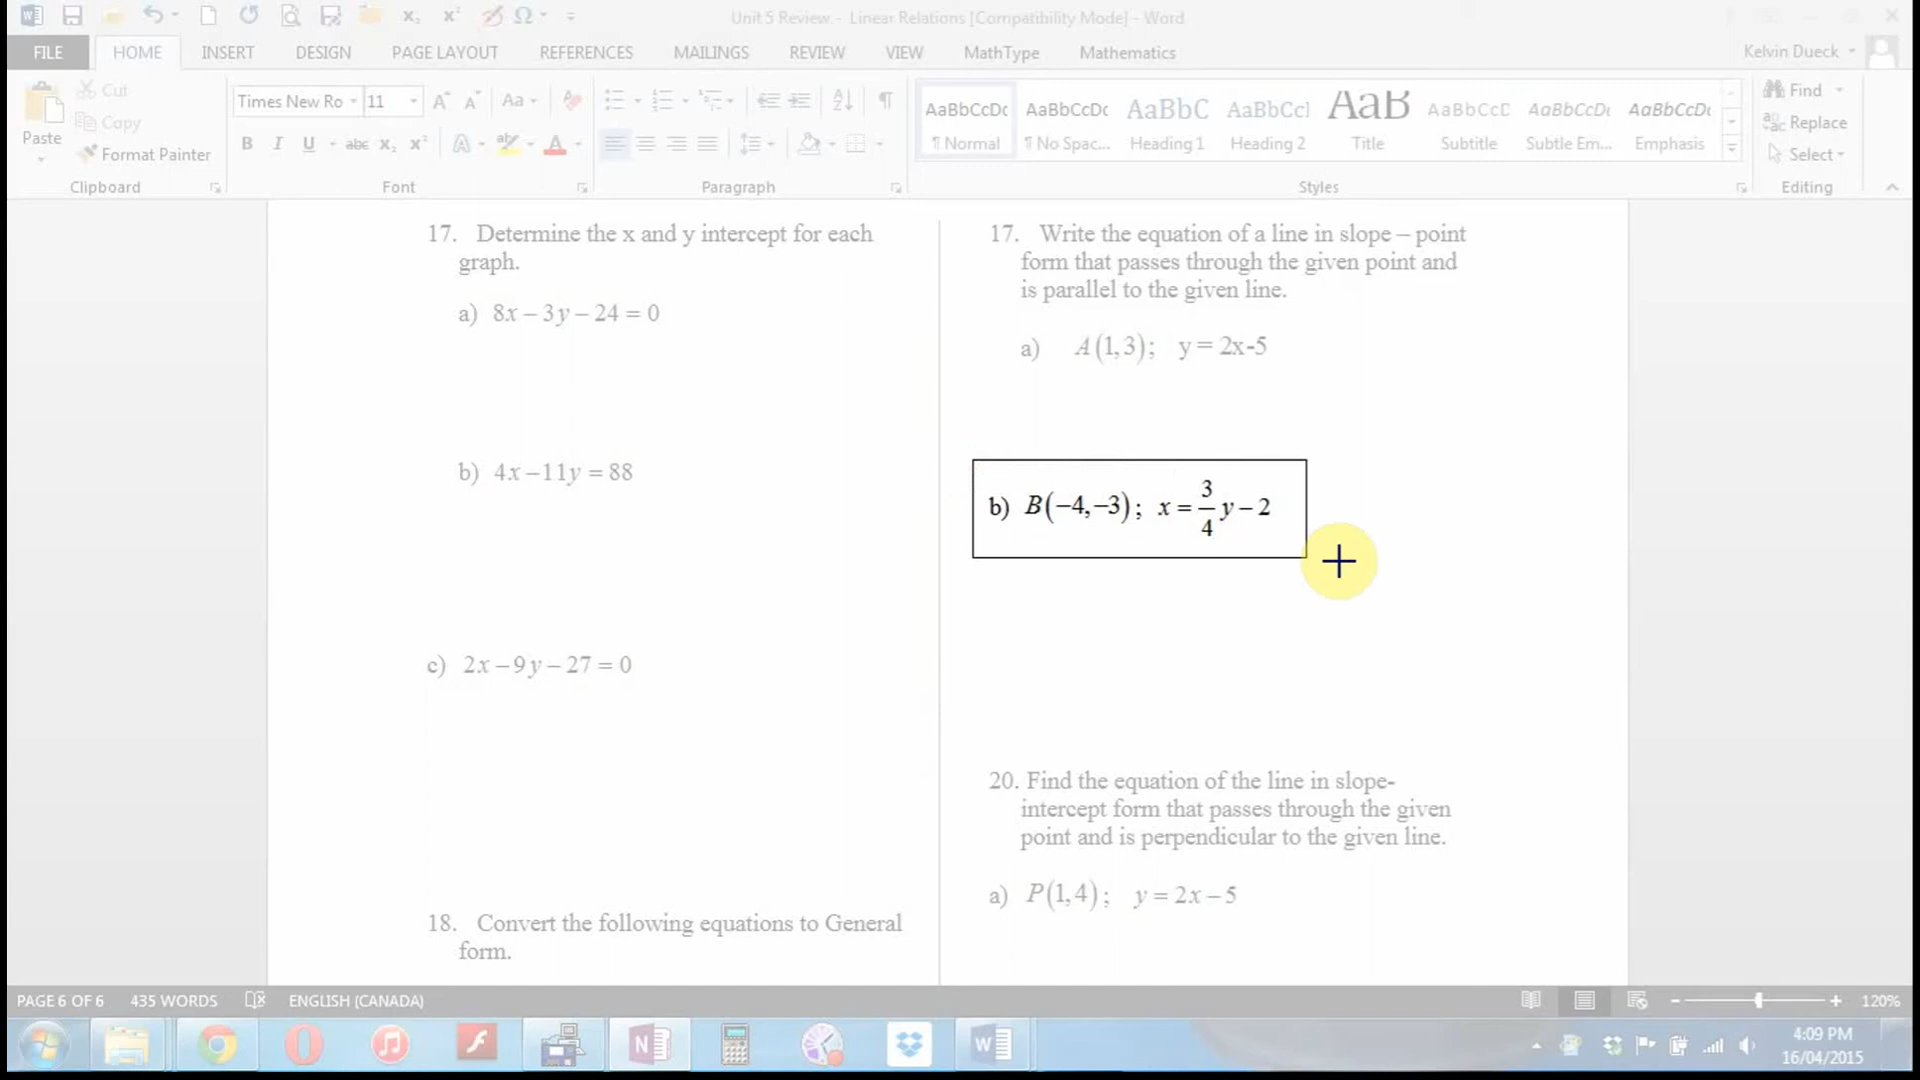 Unit 5 Review - Linear Relations [Compatibility Mode] - Word
FILE HOME INSERT DESIGN PAGE LAYOUT REFERENCES MAILINGS REVIEW VIEW MathType Mathematics Kelvin Dueck
Cut
Copy
Format Painter
Paste
Clipboard
Times New Ro 11
Font
Paragraph
AaBbCcDc AaBbCcDc AaBbC AaBbCcI AaB AaBbCcD AaBbCcDt AaBbCcDt
¶ Normal ¶ No Spac... Heading 1 Heading 2 Title Subtitle Subtle Em... Emphasis
Styles
Find
Replace
Select
Editing
17. Determine the x and y intercept for each
graph.
a) 8x – 3y – 24 = 0
b) 4x – 11y = 88
c) 2x – 9y – 27 = 0
18. Convert the following equations to General
form.
17. Write the equation of a line in slope – point
form that passes through the given point and
is parallel to the given line.
a) A(1,3); y = 2x-5
b) B(−4,−3); x = 3/4 y − 2
20. Find the equation of the line in slope-
intercept form that passes through the given
point and is perpendicular to the given line.
a) P(1,4); y = 2x – 5
PAGE 6 OF 6 435 WORDS ENGLISH (CANADA) 120%
4:09 PM
16/04/2015